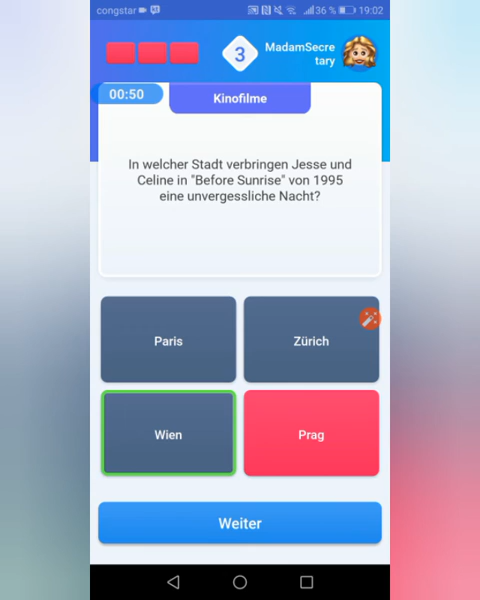 congstar
36 %
19:02
3
MadamSecre
tary
00:50
Kinofilme
In welcher Stadt verbringen Jesse und
Celine in "Before Sunrise" von 1995
eine unvergessliche Nacht?
Paris
Zürich
Wien
Prag
Weiter